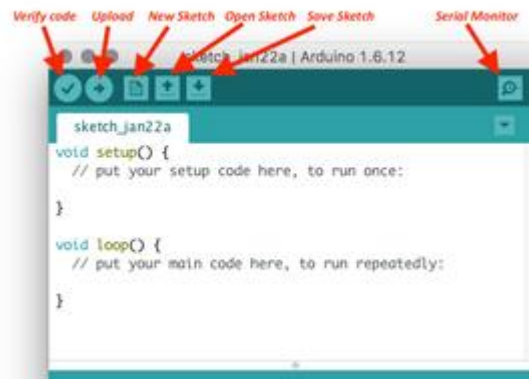 Verify code Upload New Sketch Open Sketch Save Sketch Serial Monitor
sketch_jan22a | Arduino 1.6.12
sketch_jan22a
void setup() {
// put your setup code here, to run once:
}
void loop() {
// put your main code here, to run repeatedly:
}